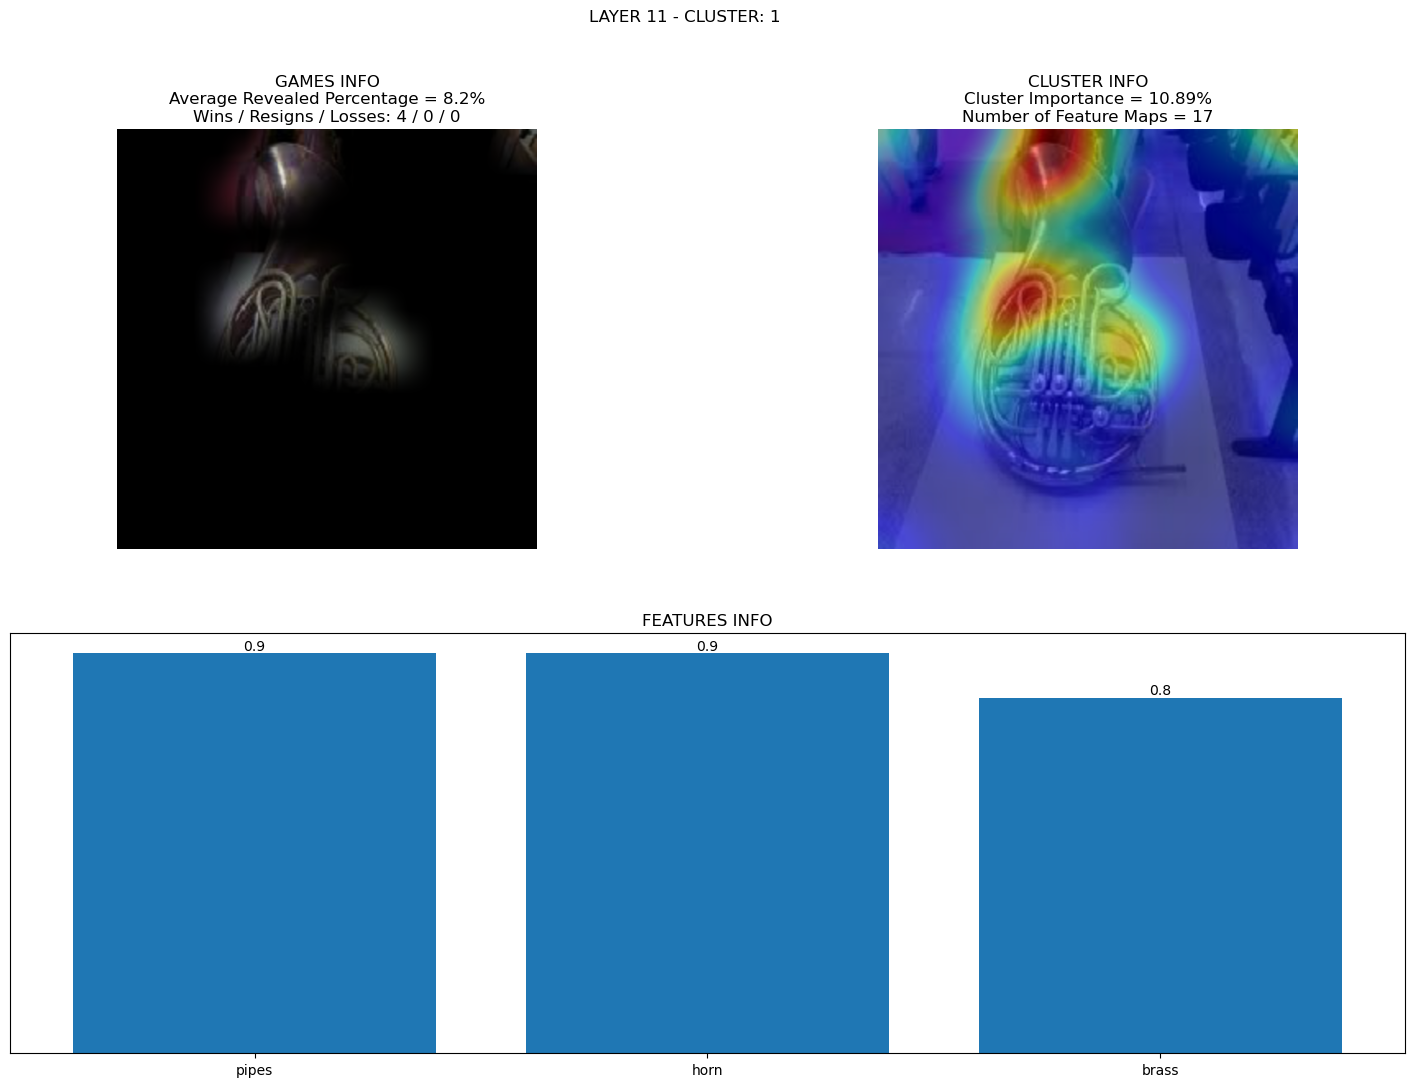 LAYER 11 - CLUSTER: 1
GAMES INFO
Average Revealed Percentage = 8.2%
Wins / Resigns / Losses: 4 / 0 / 0
CLUSTER INFO
Cluster Importance = 10.89%
Number of Feature Maps = 17
FEATURES INFO
0.9
0.9
0.8
pipes
horn
brass